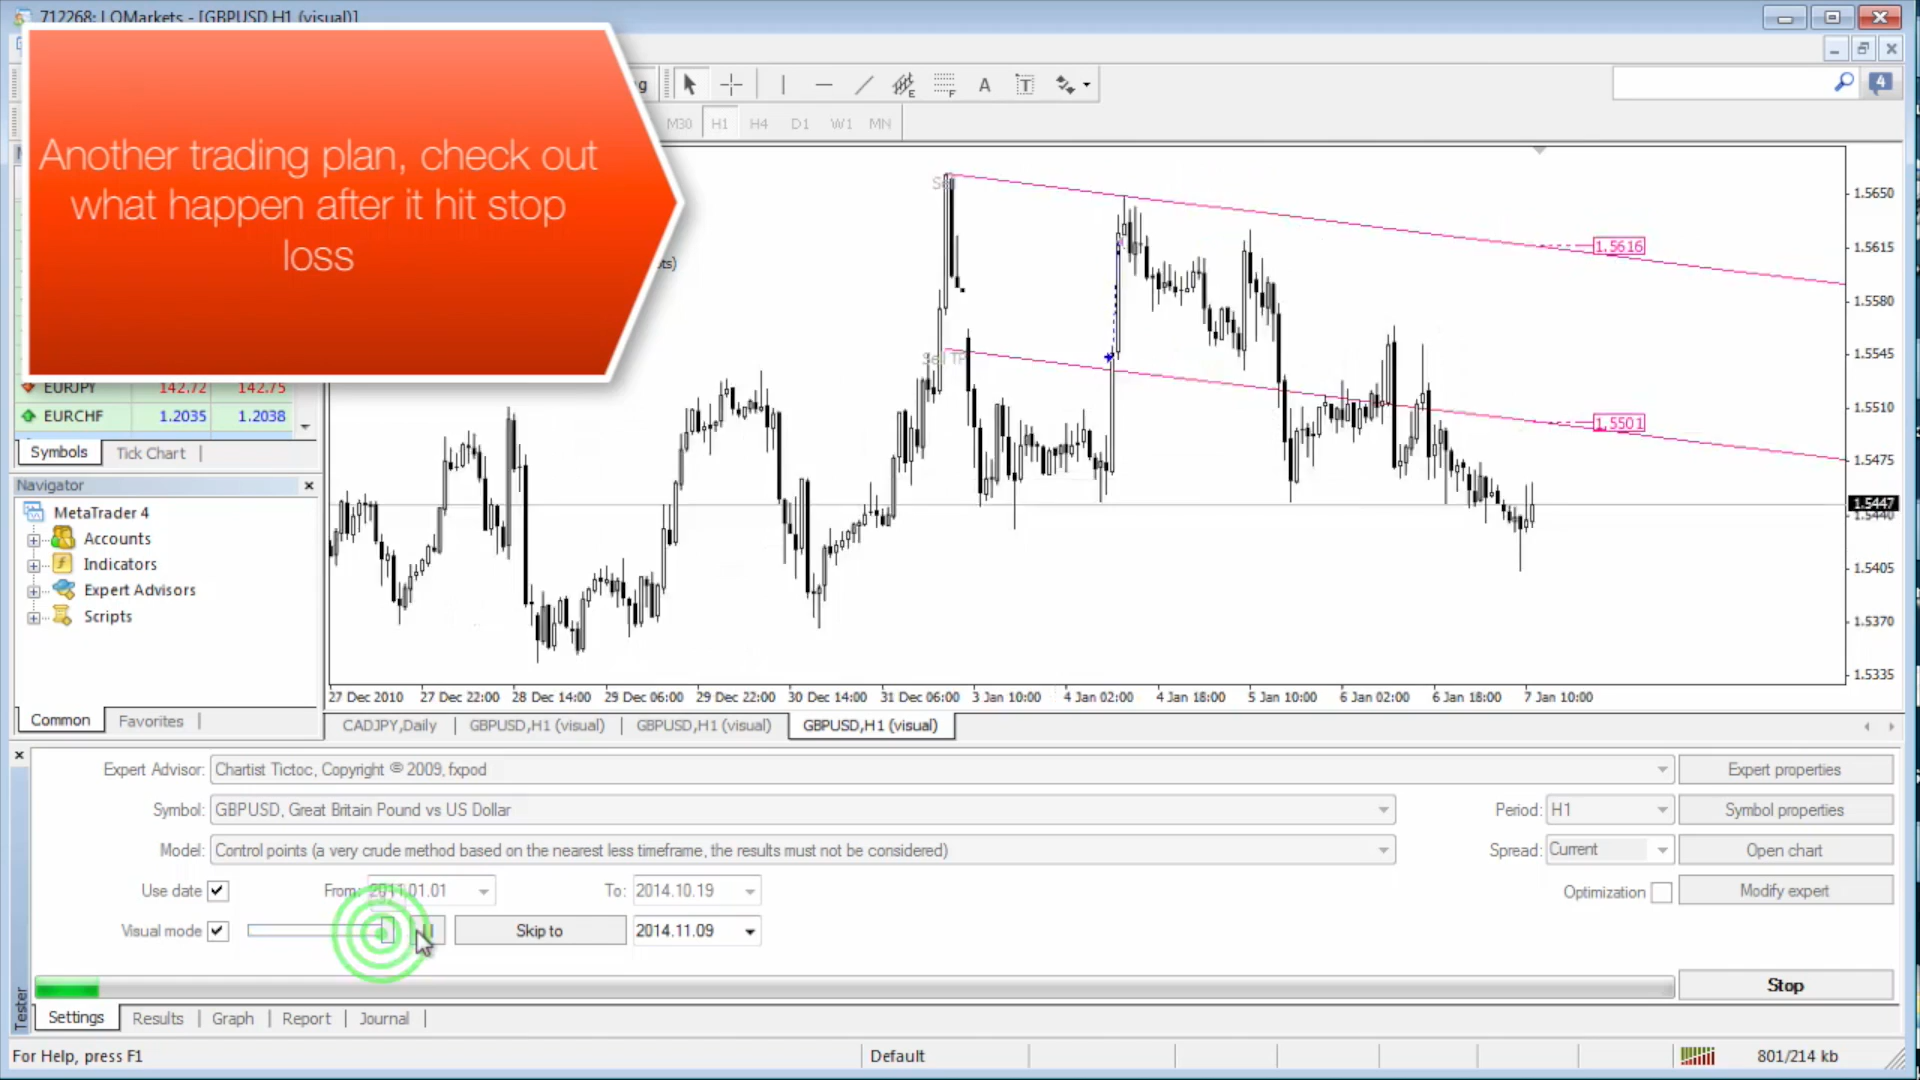 712268: LQMarkets - [GBPUSD,H1 (visual)]
Another trading plan, check out
what happen after it hit stop
loss
M30 H1 H4 D1 W1 MN
4
EURJPY 142.72 142.75
EURCHF 1.2035 1.2038
Symbols Tick Chart
Navigator
MetaTrader 4
Accounts
Indicators
Expert Advisors
Scripts
Common Favorites
Sell TP
1.5616
1.5501
1.5650
1.5615
1.5580
1.5545
1.5510
1.5475
1.5447
1.5440
1.5405
1.5370
1.5335
27 Dec 2010 27 Dec 22:00 28 Dec 14:00 29 Dec 06:00 29 Dec 22:00 30 Dec 14:00 31 Dec 06:00 3 Jan 10:00 4 Jan 02:00 4 Jan 18:00 5 Jan 10:00 6 Jan 02:00 6 Jan 18:00 7 Jan 10:00
CADJPY,Daily GBPUSD,H1 (visual) GBPUSD,H1 (visual) GBPUSD,H1 (visual)
Expert Advisor: Chartist Tictoc, Copyright © 2009, fxpod Expert properties
Symbol: GBPUSD, Great Britain Pound vs US Dollar Period: H1 Symbol properties
Model: Control points (a very crude method based on the nearest less timeframe, the results must not be considered) Spread: Current Open chart
Use date From: 2011.01.01 To: 2014.10.19 Optimization Modify expert
Visual mode Skip to 2014.11.09
Stop
Tester
Settings Results Graph Report Journal
For Help, press F1 Default 801/214 kb